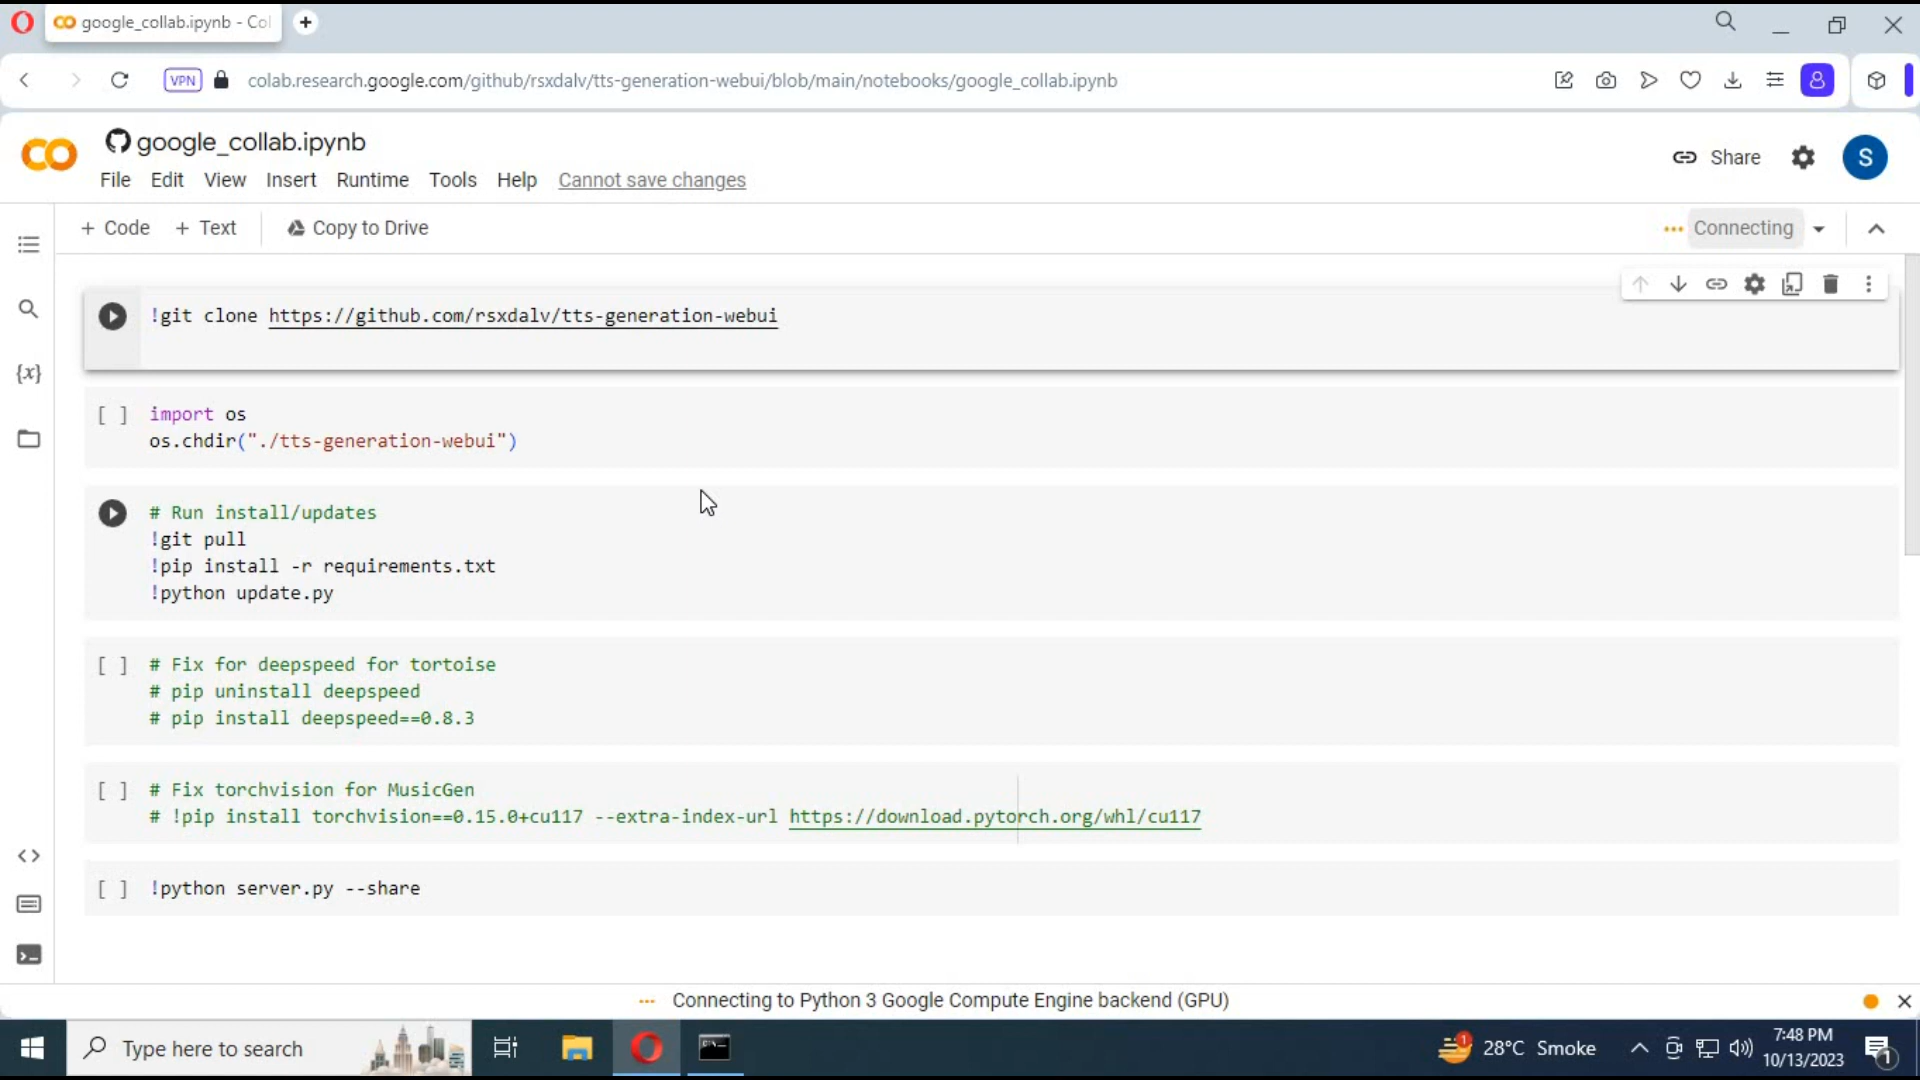 google_collab.ipynb - Col
VPN
colab.research.google.com/github/rsxdalv/tts-generation-webui/blob/main/notebooks/google_collab.ipynb
google_collab.ipynb
File Edit View Insert Runtime Tools Help Cannot save changes
Share
S
+ Code + Text Copy to Drive
Connecting
!git clone https://github.com/rsxdalv/tts-generation-webui
[ ] import os
os.chdir("./tts-generation-webui")
# Run install/updates
!git pull
!pip install -r requirements.txt
!python update.py
[ ] # Fix for deepspeed for tortoise
# pip uninstall deepspeed
# pip install deepspeed==0.8.3
[ ] # Fix torchvision for MusicGen
# !pip install torchvision==0.15.0+cu117 --extra-index-url https://download.pytorch.org/whl/cu117
[ ] !python server.py --share
{x}
Connecting to Python 3 Google Compute Engine backend (GPU)
Type here to search
1
28°C Smoke
7:48 PM
10/13/2023
1